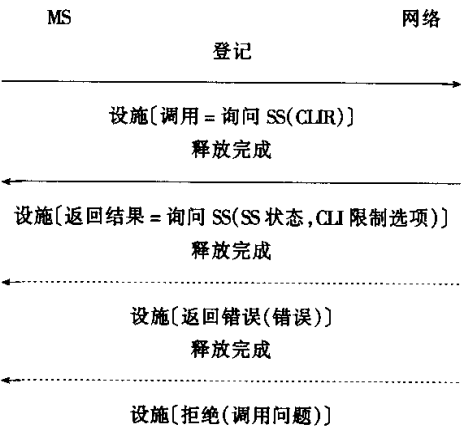 MS 网络
登记
设施〔调用=询问 SS(CLIR)〕
释放完成
设施〔返回结果=询问 SS(SS 状态,CLI 限制选项)〕
释放完成
设施〔返回错误(错误)〕
释放完成
设施〔拒绝(调用问题)〕